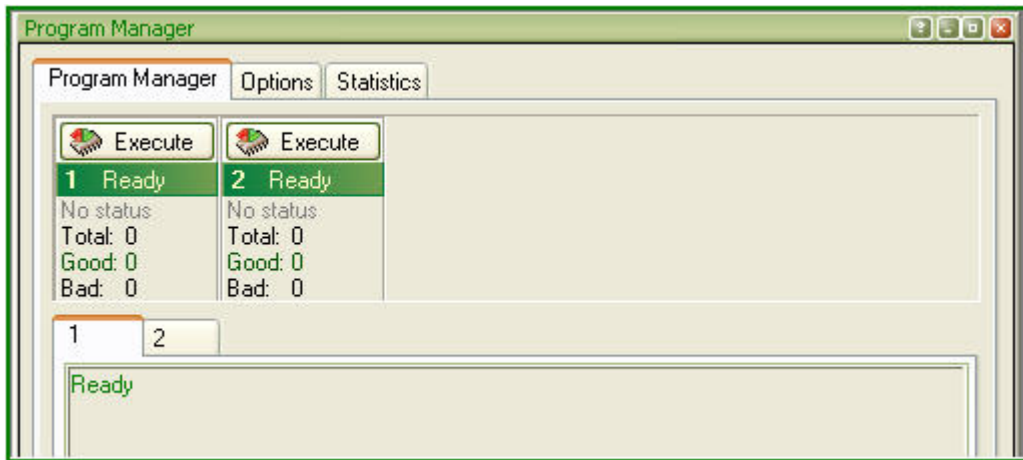 Program Manager
Program Manager Options Statistics
Execute Execute
1 Ready 2 Ready
No status No status
Total: 0 Total: 0
Good: 0 Good: 0
Bad: 0 Bad: 0
1 2
Ready